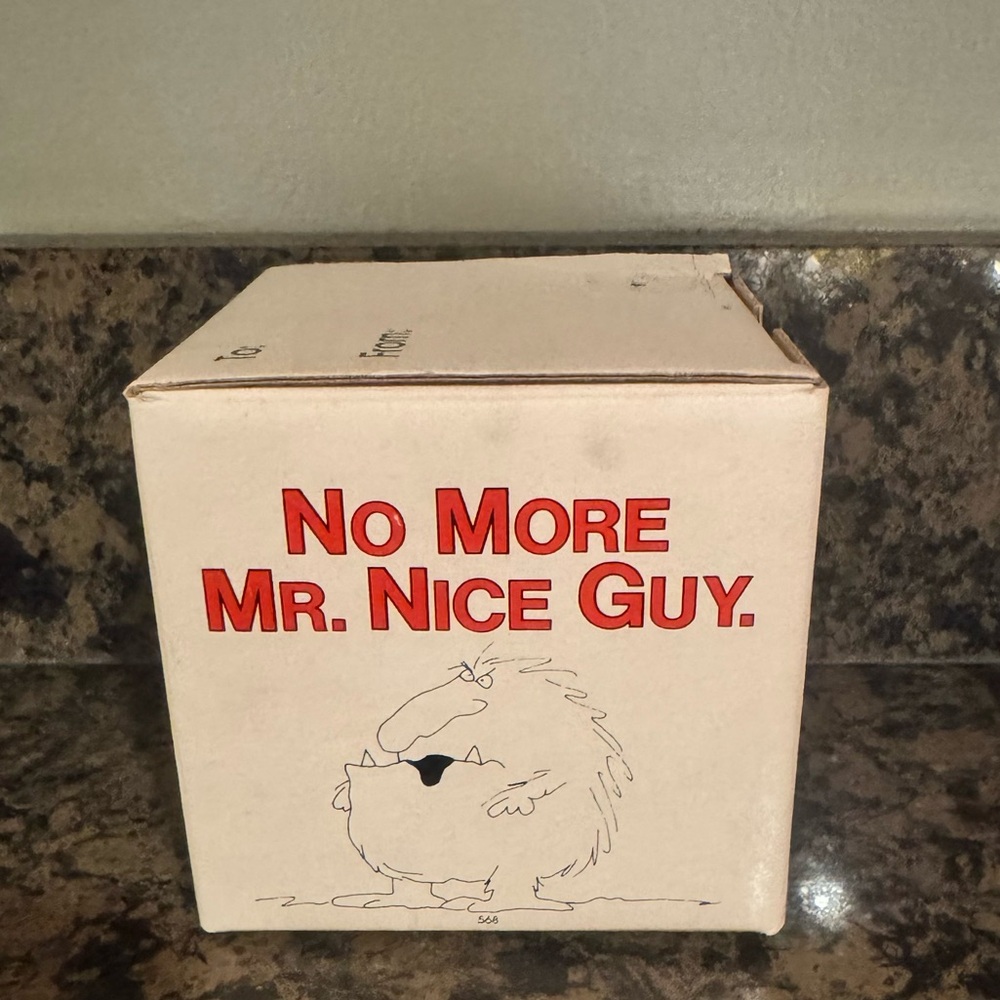 To:
From:
NO MORE
MR. NICE GUY.
568